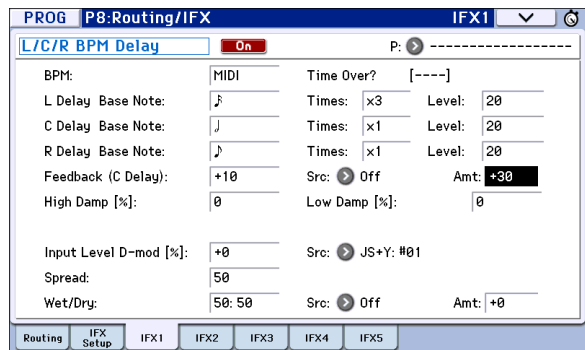 PROG P8:Routing/IFX IFX1
L/C/R BPM Delay On P: ------------------
BPM: MIDI Time Over? [----]
L Delay Base Note: ♪ Times: x3 Level: 20
C Delay Base Note: 𝅗𝅥 Times: x1 Level: 20
R Delay Base Note: ♪ Times: x1 Level: 20
Feedback (C Delay): +10 Src: Off Amt: +30
High Damp [%]: 0 Low Damp [%]: 0
Input Level D-mod [%]: +0 Src: JS+Y: #01
Spread: 50
Wet/Dry: 50: 50 Src: Off Amt: +0
Routing IFX Setup IFX1 IFX2 IFX3 IFX4 IFX5